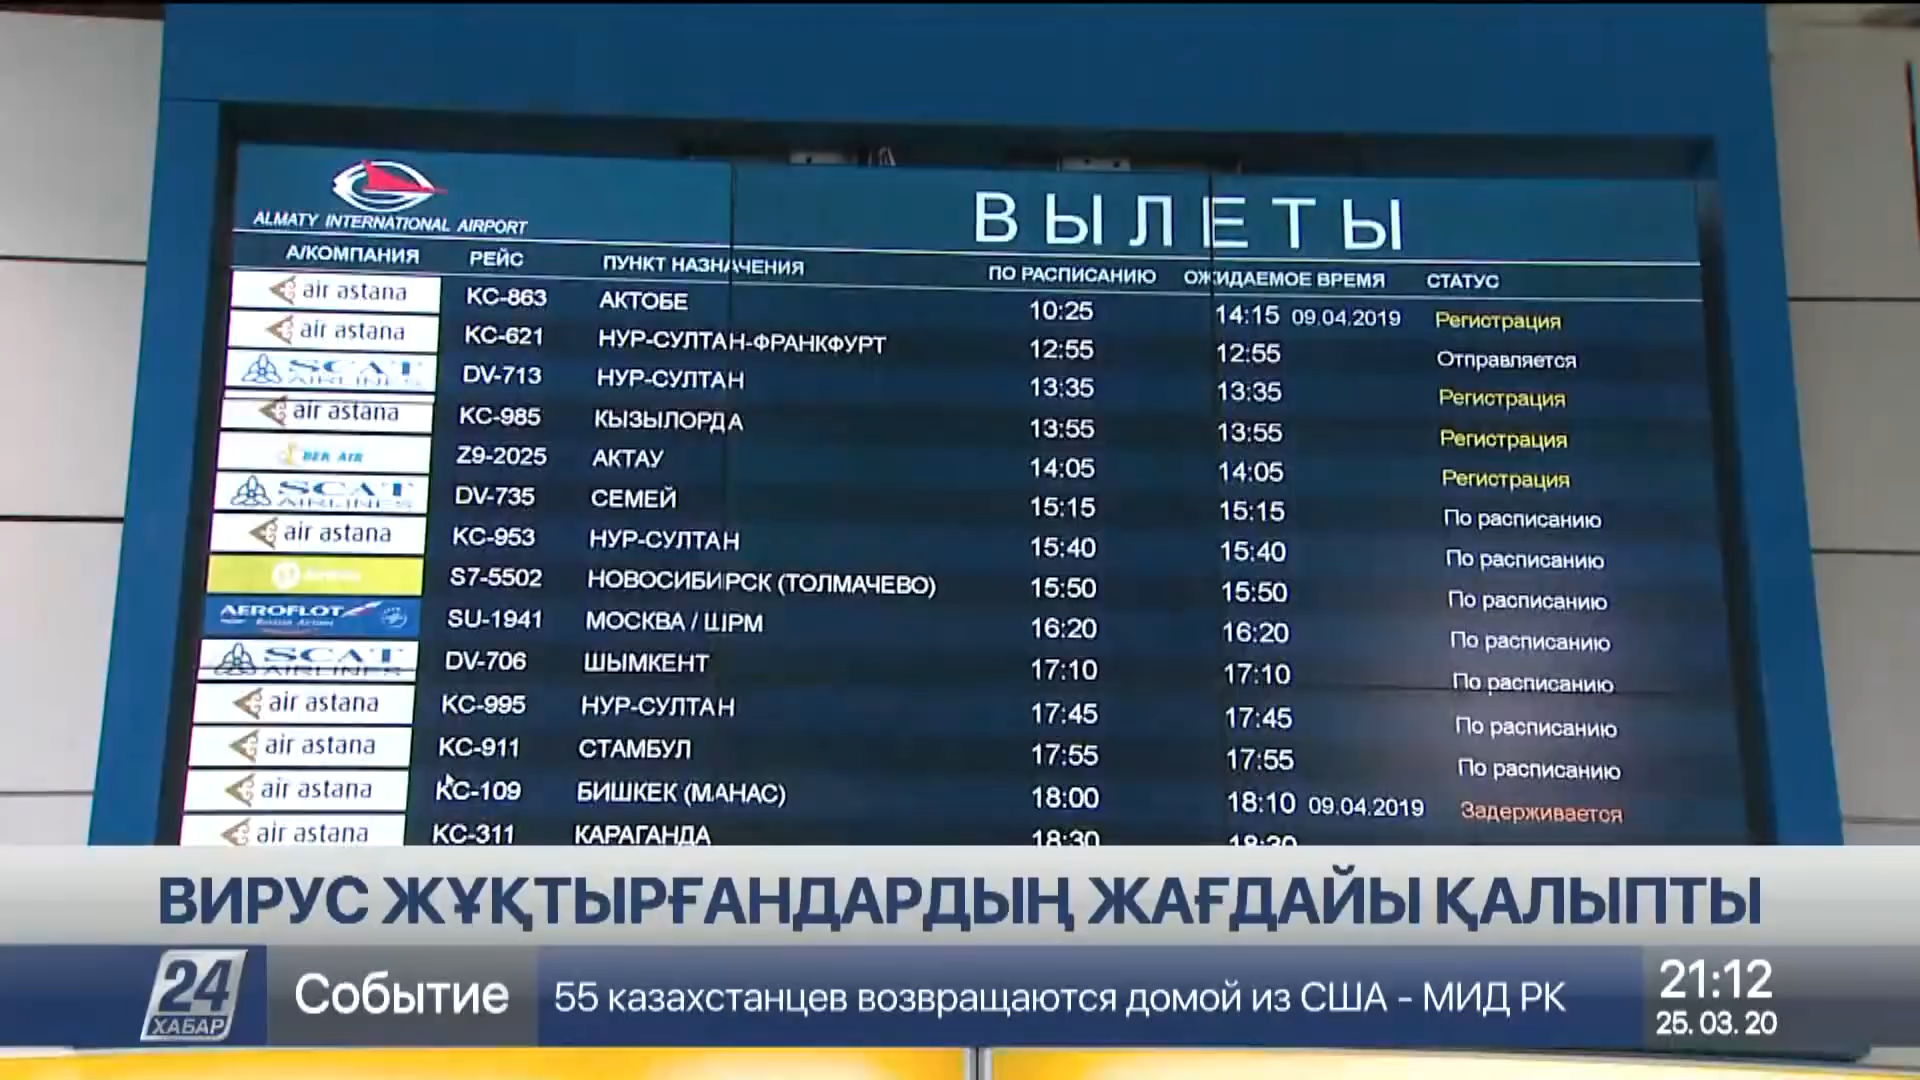 ALMATY INTERNATIONAL AIRPORT
ВЫЛЕТЫ
А/КОМПАНИЯ РЕЙС ПУНКТ НАЗНАЧЕНИЯ ПО РАСПИСАНИЮ ОЖИДАЕМОЕ ВРЕМЯ СТАТУС
air astana KC-863 АКТОБЕ 10:25 14:15 09.04.2019 Регистрация
air astana KC-621 НУР-СУЛТАН-ФРАНКФУРТ 12:55 12:55 Отправляется
SCAT AIRLINES DV-713 НУР-СУЛТАН 13:35 13:35 Регистрация
air astana KC-985 КЫЗЫЛОРДА 13:55 13:55 Регистрация
BEK AIR Z9-2025 АКТАУ 14:05 14:05 Регистрация
SCAT AIRLINES DV-735 СЕМЕЙ 15:15 15:15 По расписанию
air astana KC-953 НУР-СУЛТАН 15:40 15:40 По расписанию
S7-5502 НОВОСИБИРСК (ТОЛМАЧЕВО) 15:50 15:50 По расписанию
AEROFLOT SU-1941 МОСКВА / ШРМ 16:20 16:20 По расписанию
SCAT AIRLINES DV-706 ШЫМКЕНТ 17:10 17:10 По расписанию
air astana KC-995 НУР-СУЛТАН 17:45 17:45 По расписанию
air astana KC-911 СТАМБУЛ 17:55 17:55 По расписанию
air astana KC-109 БИШКЕК (МАНАС) 18:00 18:10 09.04.2019 Задерживается
air astana KC-311 КАРАГАНДА 18:30 18:30
ВИРУС ЖҰҚТЫРҒАНДАРДЫҢ ЖАҒДАЙЫ ҚАЛЫПТЫ
24 ХАБАР Событие 55 казахстанцев возвращаются домой из США - МИД РК 21:12
25. 03. 20